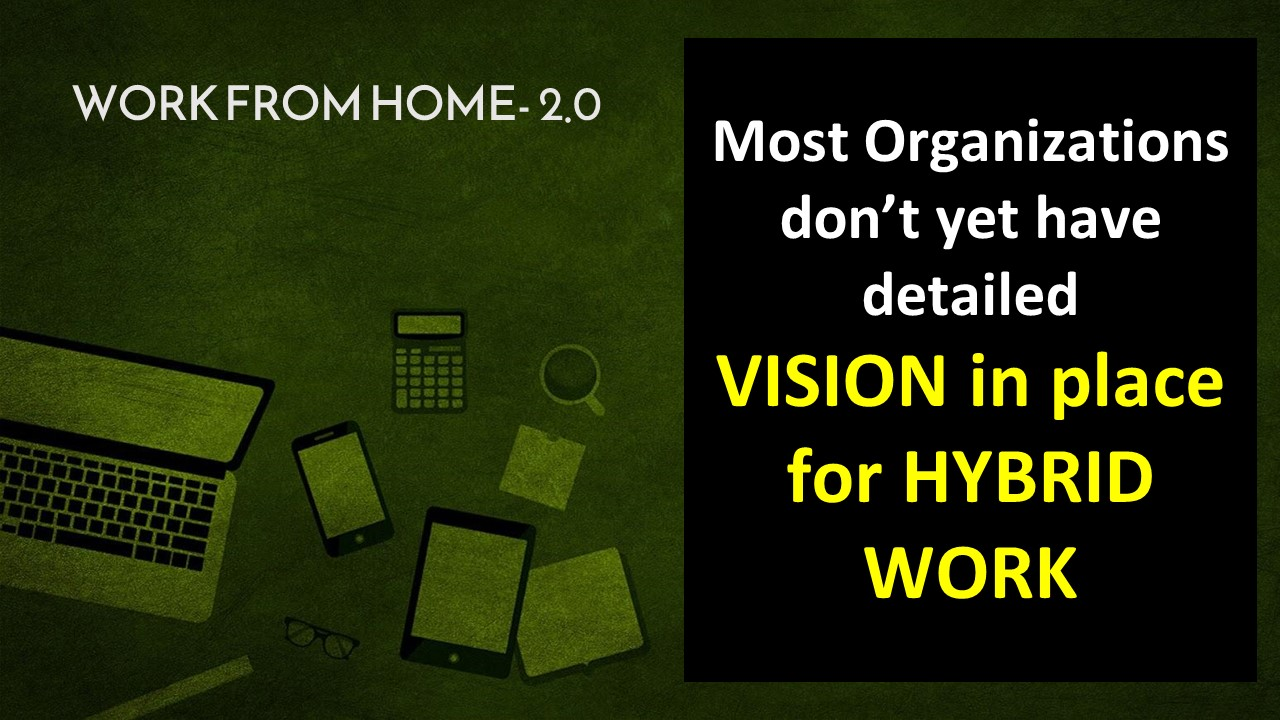 WORK FROM HOME- 2.0
Most Organizations
don’t yet have
detailed
VISION in place
for HYBRID
WORK